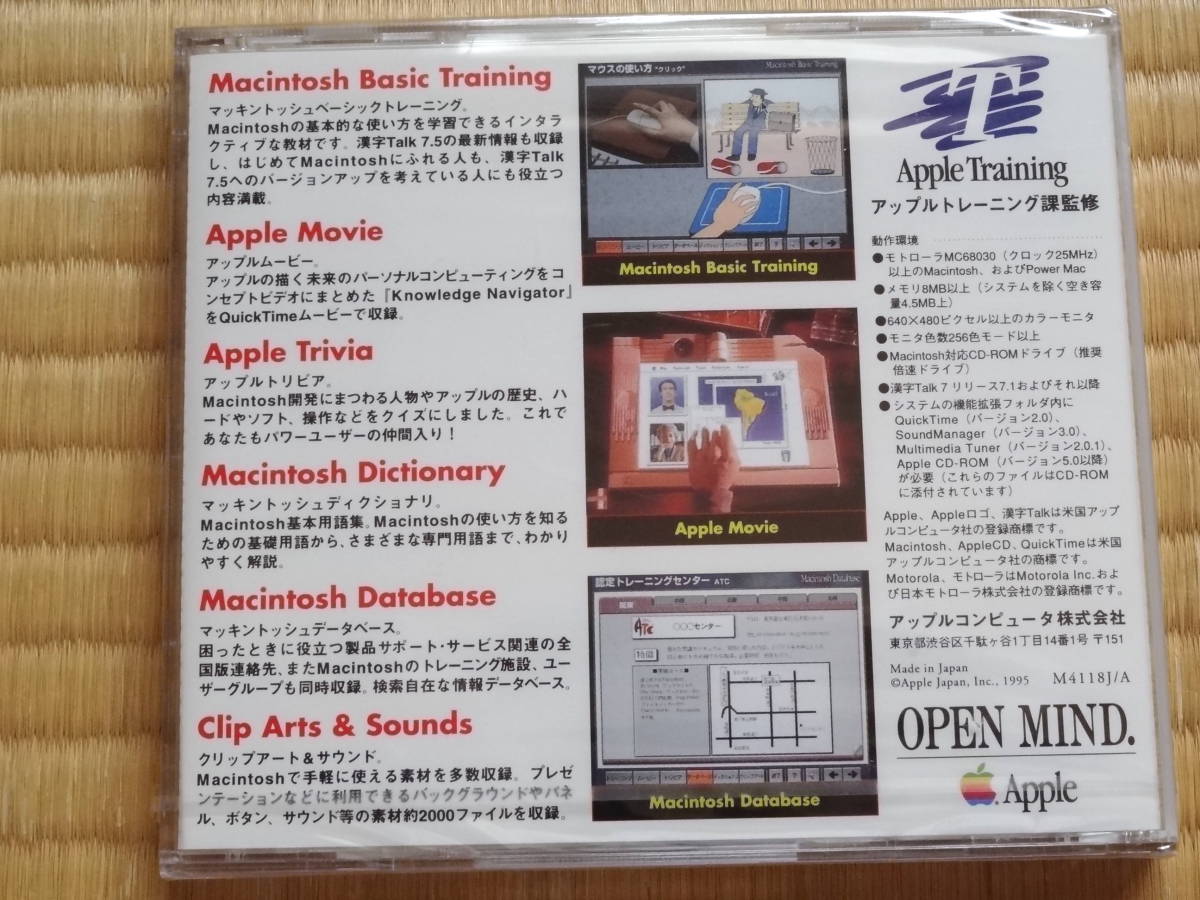 Macintosh Basic Training
マッキントッシュベーシックトレーニング。
Macintoshの基本的な使い方を学習できるインタラ
クティブな教材です。漢字Talk 7.5の最新情報も収録
し、はじめてMacintoshにふれる人も、漢字Talk
7.5へのバージョンアップを考えている人にも役立つ
内容満載。
Apple Movie
アップルムービー。
アップルの描く未来のパーソナルコンピューティングをコ
ンセプトビデオにまとめた『Knowledge Navigator』
をQuickTimeムービーで収録。
Apple Trivia
アップルトリビア。
Macintosh開発にまつわる人物やアップルの歴史、ハ
ードやソフト、操作などをクイズにしました。これで
あなたもパワーユーザーの仲間入り！
Macintosh Dictionary
マッキントッシュディクショナリ。
Macintosh基本用語集。Macintoshの使い方を知る
ための基礎用語から、さまざまな専門用語まで、わかり
やすく解説。
Macintosh Database
マッキントッシュデータベース。
困ったときに役立つ製品サポート・サービス関連の全
国版連絡先、またMacintoshのトレーニング施設、ユー
ザーグループも同時収録。検索自在な情報データベース。
Clip Arts & Sounds
クリップアート＆サウンド。
Macintoshで手軽に使える素材を多数収録。プレゼ
ンテーションなどに利用できるバックグラウンドやパネ
ル、ボタン、サウンド等の素材約2000ファイルを収録。
マウスの使い方 "クリック"
Macintosh Basic Training
Macintosh Basic Training
Apple Movie
認定トレーニングセンター ATC
Macintosh Database
関東
ATC
〇〇〇センター
特徴
Macintosh Database
T
Apple Training
アップルトレーニング課監修
動作環境
●モトローラMC68030（クロック25MHz）
以上のMacintosh、およびPower Mac
●メモリ8MB以上（システムを除く空き容
量4.5MB上）
●640×480ピクセル以上のカラーモニタ
●モニタ色数256色モード以上
●Macintosh対応CD-ROMドライブ（推奨
倍速ドライブ）
●漢字Talk 7 リリース7.1およびそれ以降
●システムの機能拡張フォルダ内に
QuickTime（バージョン2.0）、
SoundManager（バージョン3.0）、
Multimedia Tuner（バージョン2.0.1）、
Apple CD-ROM（バージョン5.0以降）
が必要（これらのファイルはCD-ROM
に添付されています）
Apple、Appleロゴ、漢字Talkは米国アップ
ルコンピュータ社の登録商標です。
Macintosh、AppleCD、QuickTimeは米国
アップルコンピュータ社の商標です。
Motorola、モトローラはMotorola Inc.およ
び日本モトローラ株式会社の登録商標です。
アップルコンピュータ株式会社
東京都渋谷区千駄ヶ谷1丁目14番1号 〒151
Made in Japan
©Apple Japan, Inc., 1995 M4118J/A
OPEN MIND.
Apple